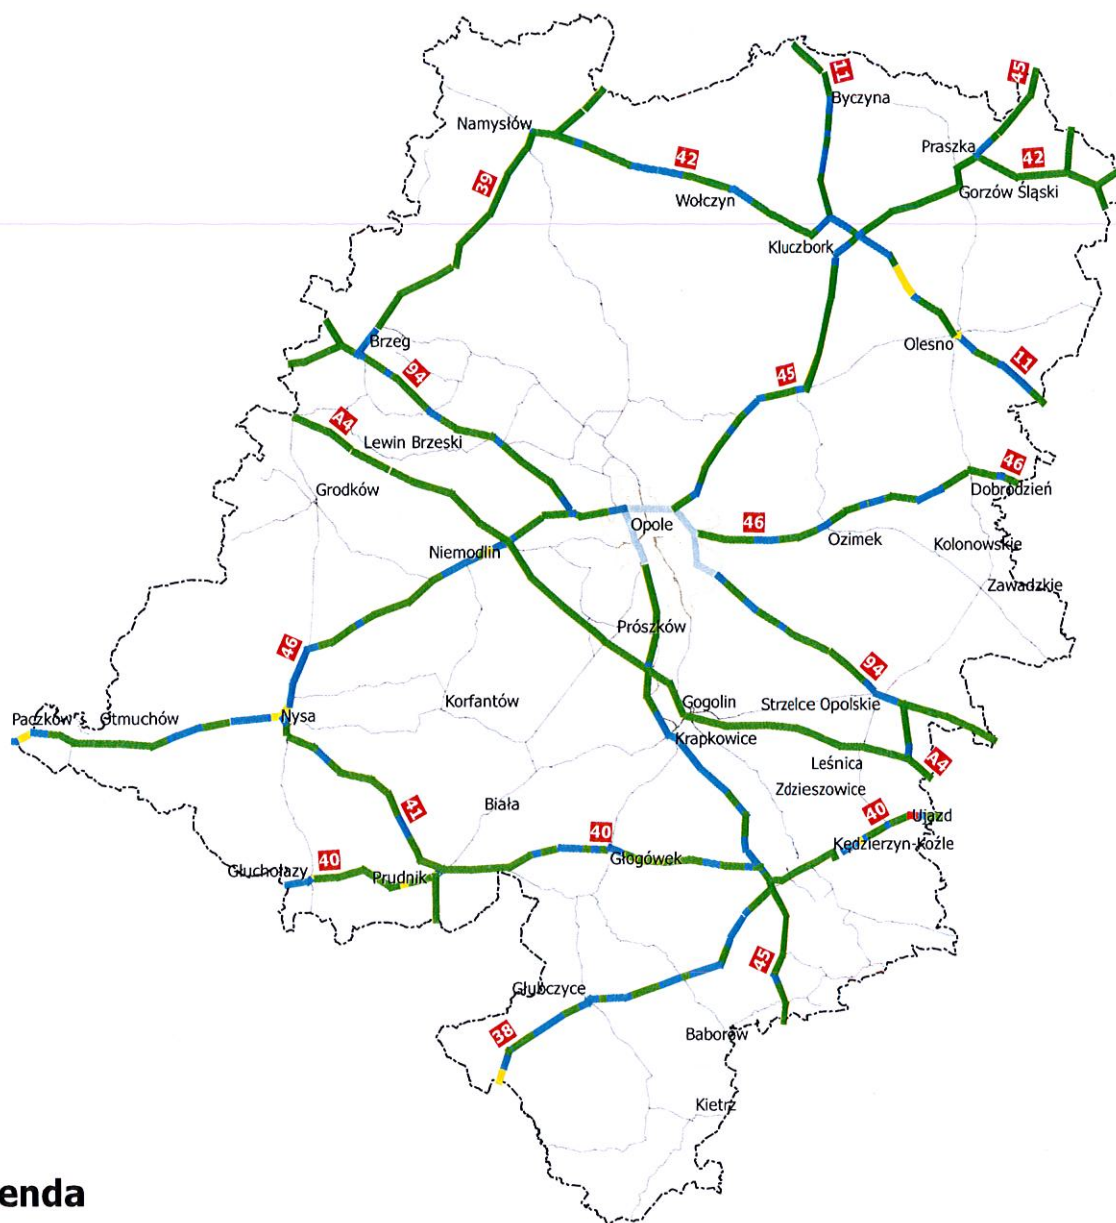 45
11
Byczyna
Namysłów
Praszka
42
42
39
Wołczyn
Gorzów Śląski
Kluczbork
Brzeg
Olesno
94
45
11
A4
Lewin Brzeski
46
Grodków
Dobrodzień
Opole
46
Ozimek
Niemodlin
Kolonowskie
Zawadzkie
Prószków
46
94
Korfantów
Gogolin
Strzelce Opolskie
Paczków
Otmuchów
Nysa
Krapkowice
Leśnica
A4
Zdzieszowice
Biała
41
40
Ujazd
40
Kędzierzyn-Koźle
Głuchołazy
40
Głogówek
Prudnik
45
Głubczyce
38
Baborów
Kietrz
enda